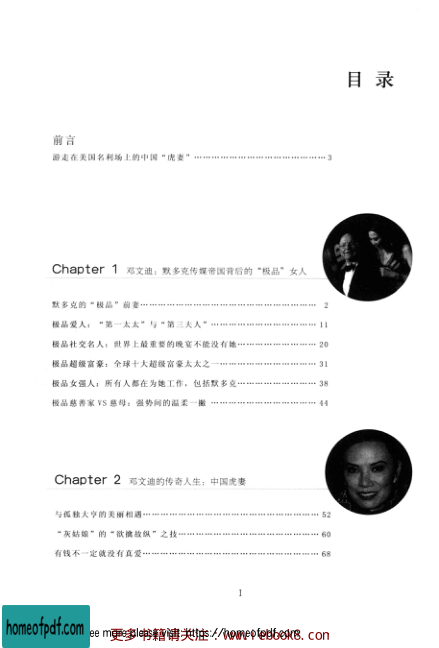 目 录
前言
游走在美国名利场上的中国“虎妻”…………………………………………3
Chapter 1 邓文迪：默多克传媒帝国背后的“极品”女人
默多克的“极品”前妻…………………………………………………… 2
极品爱人：“第一太太”与“第三夫人”………………………………11
极品社交名人：世界上最重要的晚宴不能没有她………………………20
极品超级富豪：全球十大超级富豪太太之一……………………………31
极品女强人：所有人都在为她工作，包括默多克………………………38
极品慈善家VS慈母：强势间的温柔一撇 ………………………………44
Chapter 2 邓文迪的传奇人生：中国虎妻
与孤独大亨的美丽相遇……………………………………………………52
“灰姑娘”的“欲擒故纵”之技…………………………………………60
有钱不一定就没有真爱……………………………………………………68
I
homeofpdf.com
更多书籍请关注：www.rebook8.com
ee more please visit: https://homeofpdf.com